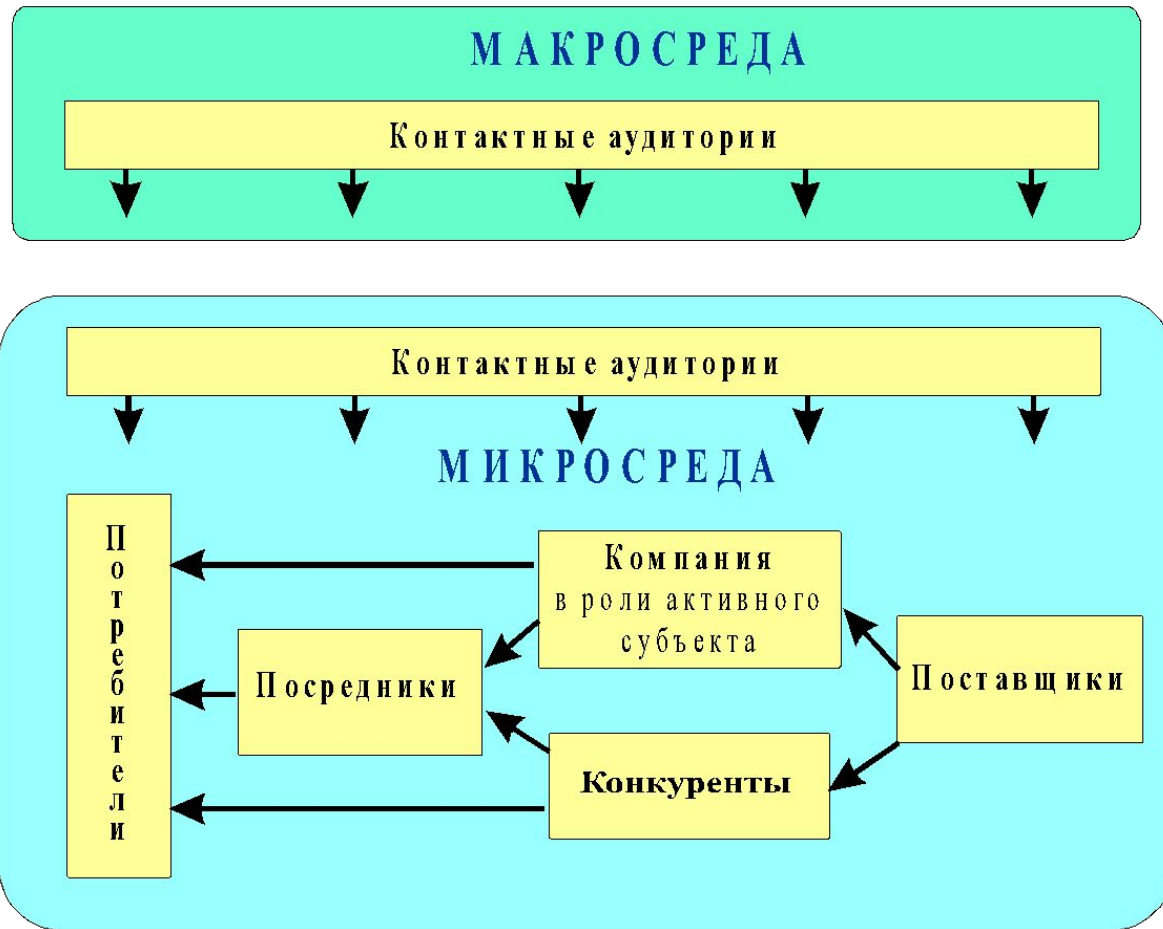 МАКРОСРЕДА
Контактные аудитории
Контактные аудитории
МИКРОСРЕДА
Потребители
Компания
в роли активного
субъекта
Посредники
Поставщики
Конкуренты